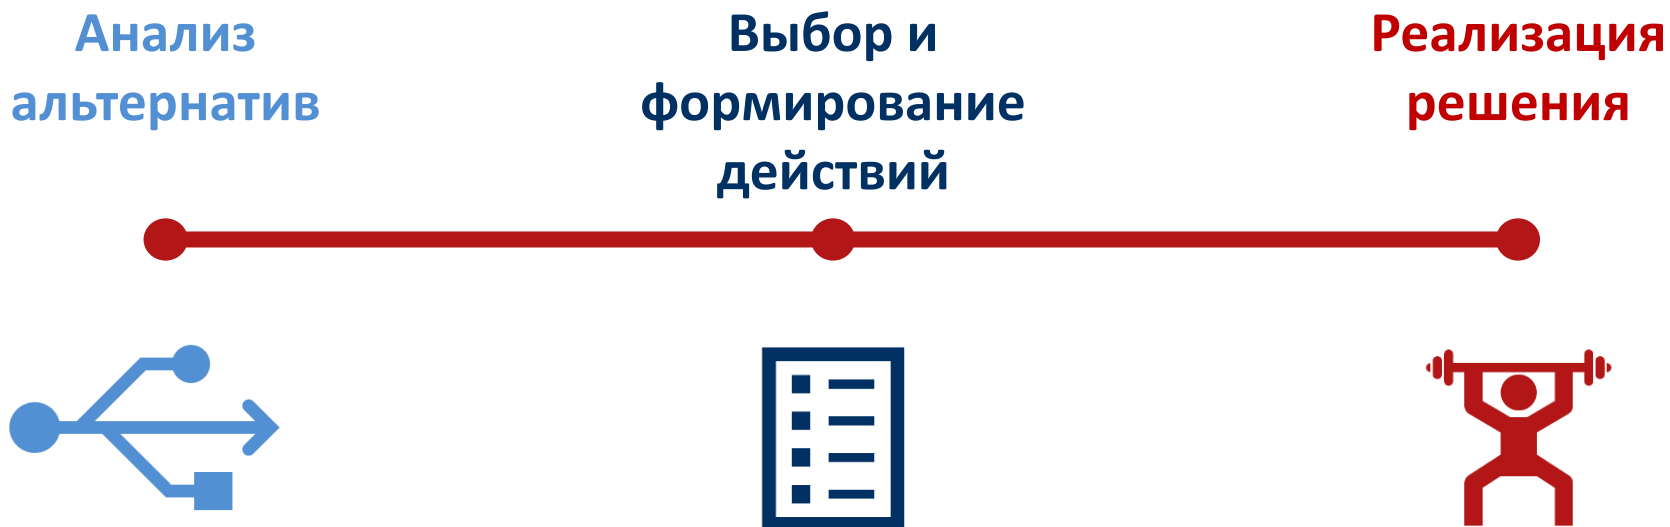 Анализ
альтернатив
Выбор и
формирование
действий
Реализация
решения